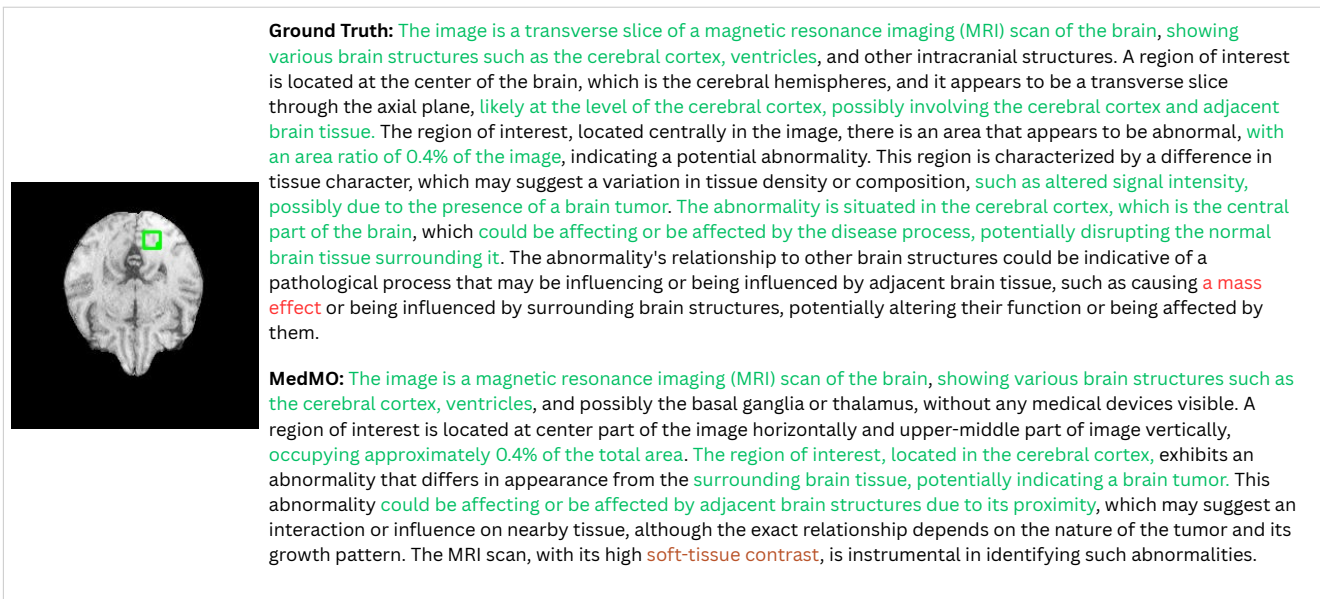 Ground Truth: The image is a transverse slice of a magnetic resonance imaging (MRI) scan of the brain, showing
various brain structures such as the cerebral cortex, ventricles, and other intracranial structures. A region of interest
is located at the center of the brain, which is the cerebral hemispheres, and it appears to be a transverse slice
through the axial plane, likely at the level of the cerebral cortex, possibly involving the cerebral cortex and adjacent
brain tissue. The region of interest, located centrally in the image, there is an area that appears to be abnormal, with
an area ratio of 0.4% of the image, indicating a potential abnormality. This region is characterized by a difference in
tissue character, which may suggest a variation in tissue density or composition, such as altered signal intensity,
possibly due to the presence of a brain tumor. The abnormality is situated in the cerebral cortex, which is the central
part of the brain, which could be affecting or be affected by the disease process, potentially disrupting the normal
brain tissue surrounding it. The abnormality's relationship to other brain structures could be indicative of a
pathological process that may be influencing or being influenced by adjacent brain tissue, such as causing a mass
effect or being influenced by surrounding brain structures, potentially altering their function or being affected by
them.
MedMO: The image is a magnetic resonance imaging (MRI) scan of the brain, showing various brain structures such as
the cerebral cortex, ventricles, and possibly the basal ganglia or thalamus, without any medical devices visible. A
region of interest is located at center part of the image horizontally and upper-middle part of image vertically,
occupying approximately 0.4% of the total area. The region of interest, located in the cerebral cortex, exhibits an
abnormality that differs in appearance from the surrounding brain tissue, potentially indicating a brain tumor. This
abnormality could be affecting or be affected by adjacent brain structures due to its proximity, which may suggest an
interaction or influence on nearby tissue, although the exact relationship depends on the nature of the tumor and its
growth pattern. The MRI scan, with its high soft-tissue contrast, is instrumental in identifying such abnormalities.